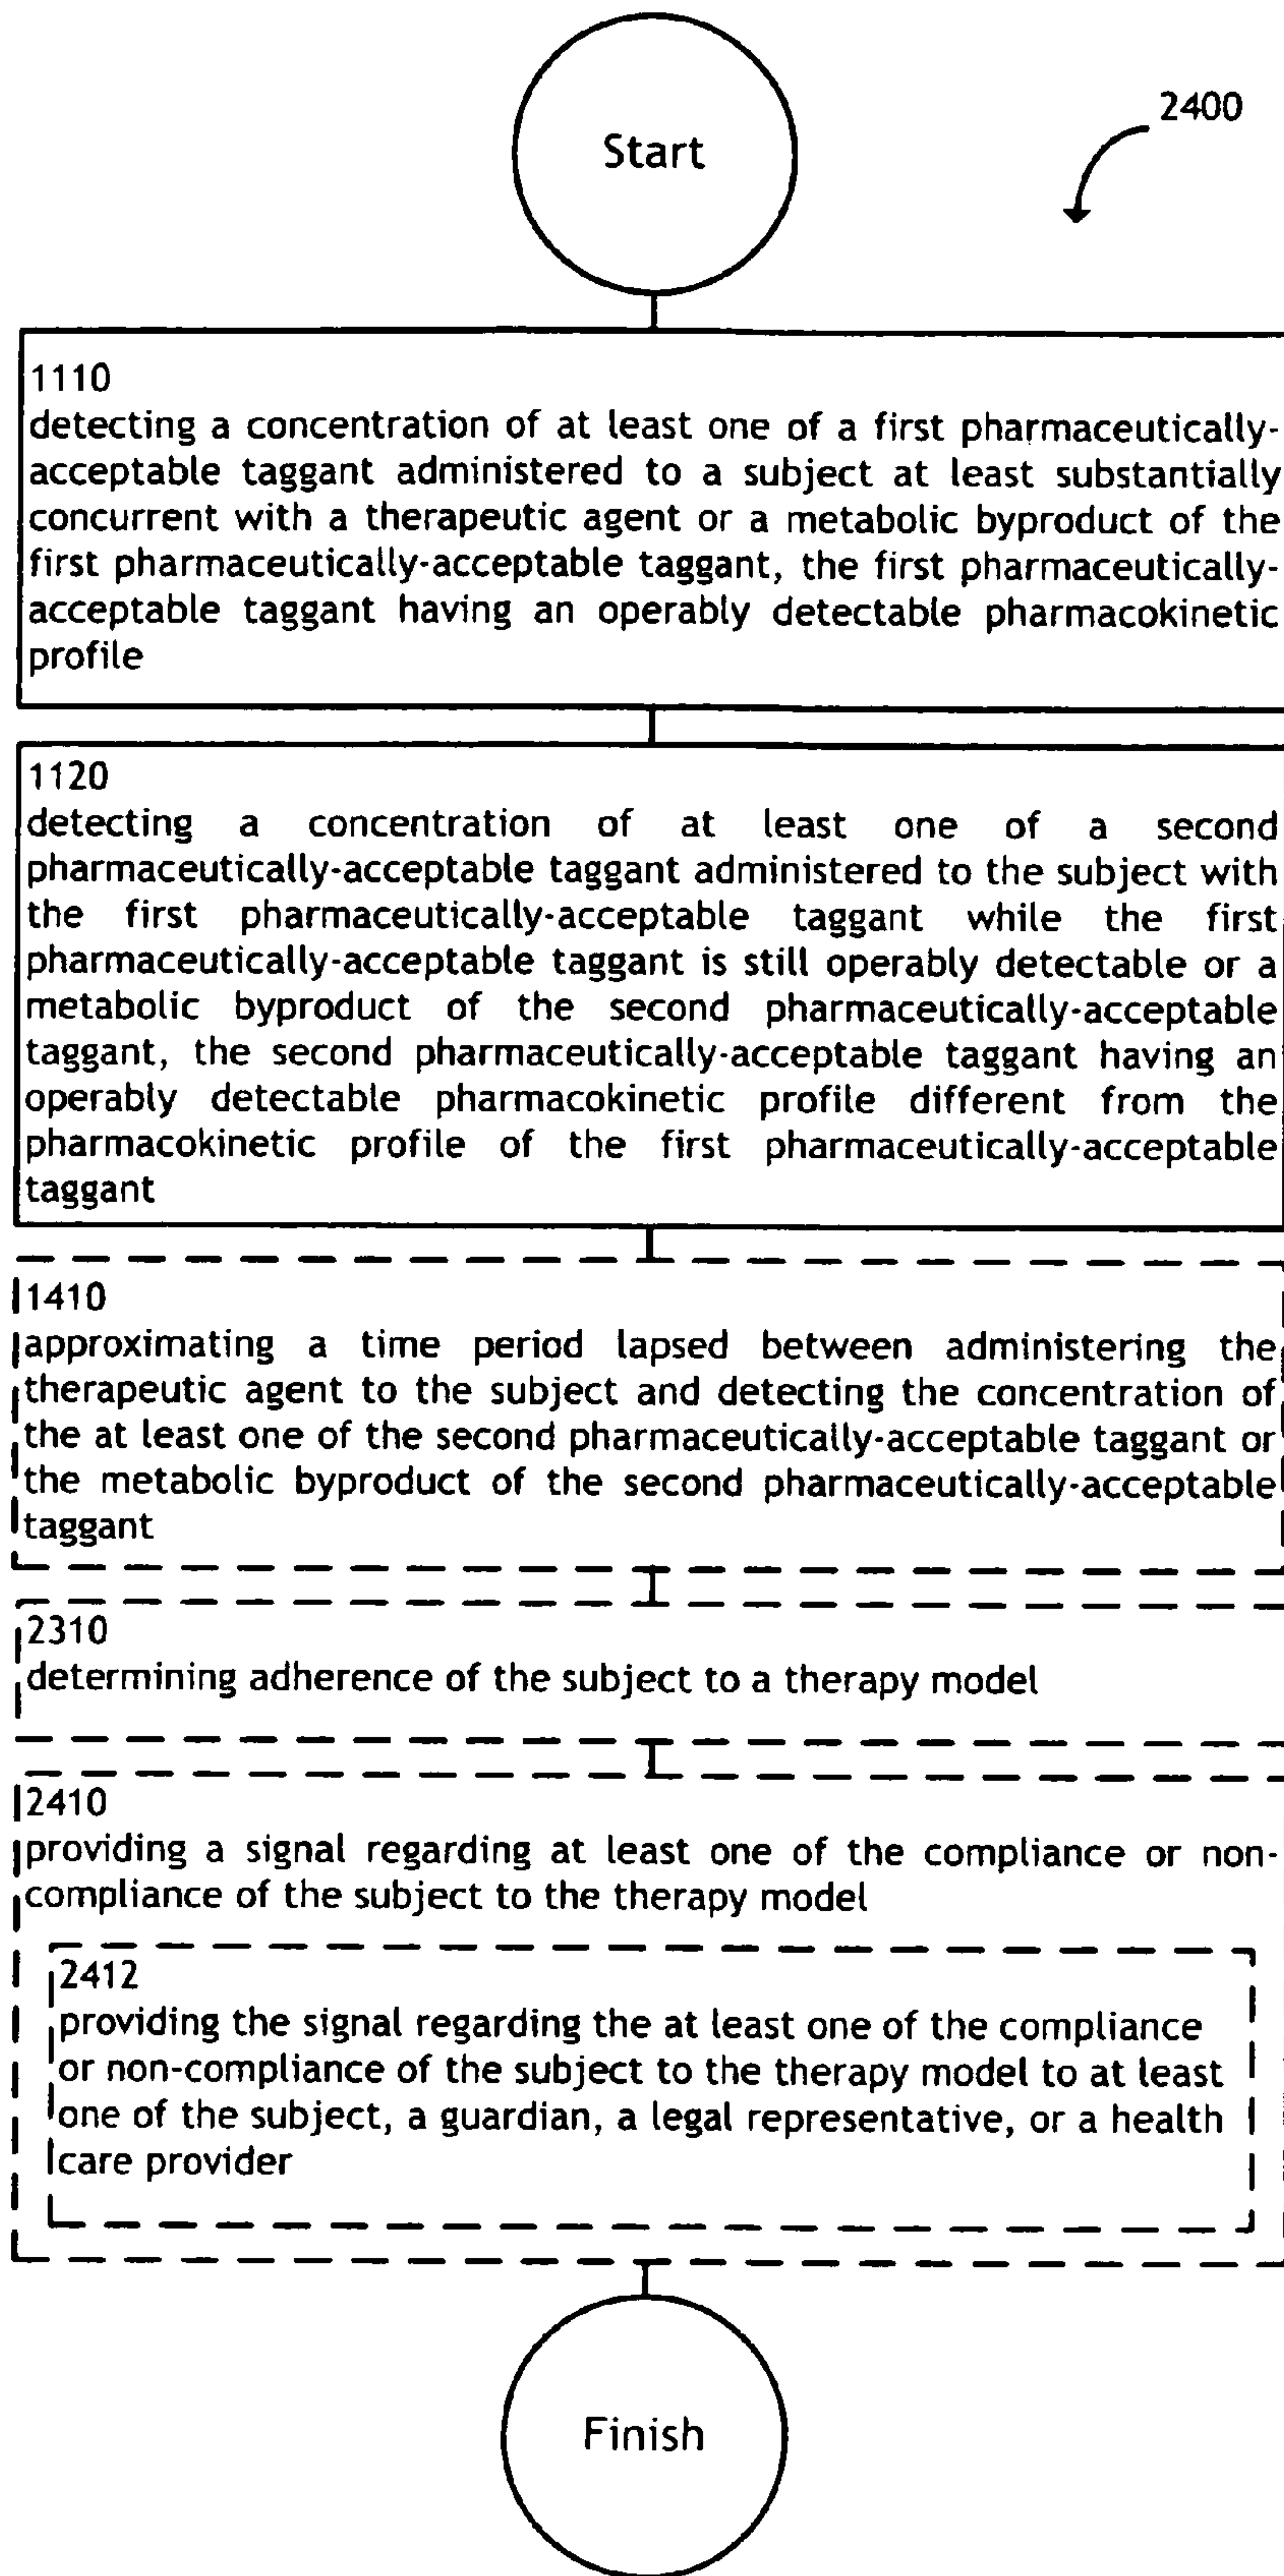 Start
2400
1110
detecting a concentration of at least one of a first pharmaceutically-
acceptable taggant administered to a subject at least substantially
concurrent with a therapeutic agent or a metabolic byproduct of the
first pharmaceutically-acceptable taggant, the first pharmaceutically-
acceptable taggant having an operably detectable pharmacokinetic
profile
1120
detecting a concentration of at least one of a second
pharmaceutically-acceptable taggant administered to the subject with
the first pharmaceutically-acceptable taggant while the first
pharmaceutically-acceptable taggant is still operably detectable or a
metabolic byproduct of the second pharmaceutically-acceptable
taggant, the second pharmaceutically-acceptable taggant having an
operably detectable pharmacokinetic profile different from the
pharmacokinetic profile of the first pharmaceutically-acceptable
taggant
1410
approximating a time period lapsed between administering the
therapeutic agent to the subject and detecting the concentration of
the at least one of the second pharmaceutically-acceptable taggant or
the metabolic byproduct of the second pharmaceutically-acceptable
taggant
2310
determining adherence of the subject to a therapy model
2410
providing a signal regarding at least one of the compliance or non-
compliance of the subject to the therapy model
2412
providing the signal regarding the at least one of the compliance
or non-compliance of the subject to the therapy model to at least
one of the subject, a guardian, a legal representative, or a health
care provider
Finish